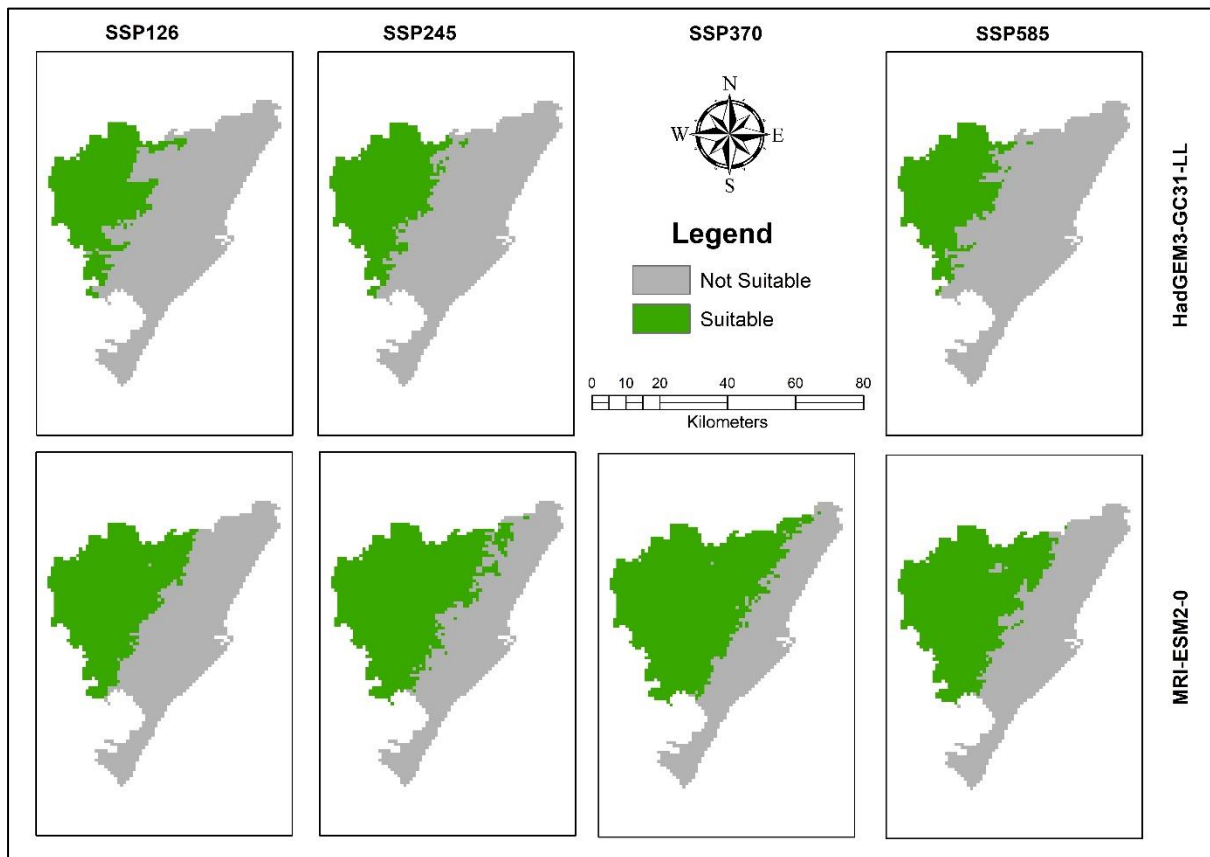 SSP126
SSP245
SSP370
SSP585
N
W
E
S
Legend
Not Suitable
Suitable
0 10 20 40 60 80
Kilometers
HadGEM3-GC31-LL
MRI-ESM2-0